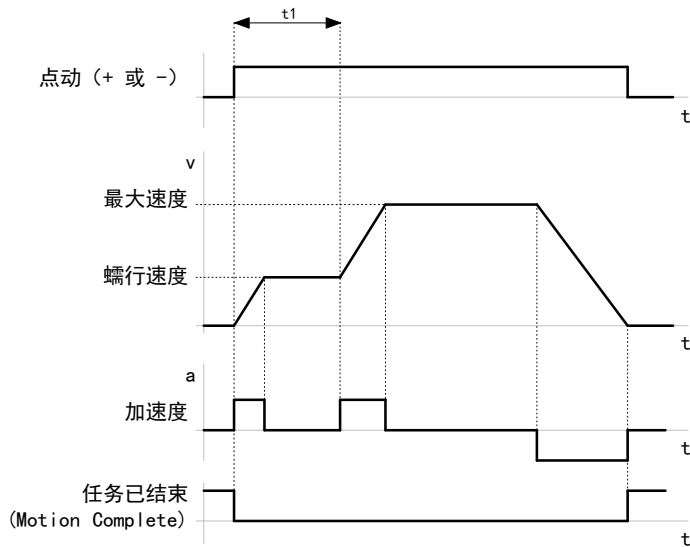 t1
点动（+ 或 -）
t
v
最大速度
蠕行速度
t
a
加速度
t
任务已结束
(Motion Complete)
t